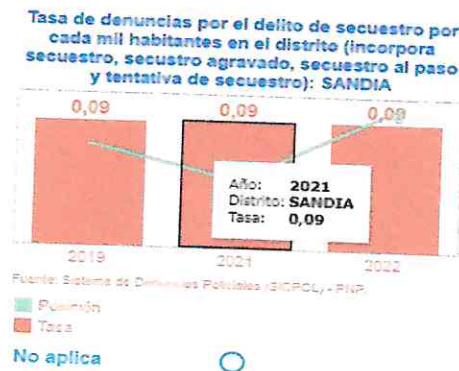 Tasa de denuncias por el delito de secuestro por
cada mil habitantes en el distrito (incorpora
secuestro, secustro agravado, secuestro al paso
y tentativa de secuestro): SANDIA
0,09 0,09 0,09
Año: 2021
Distrito: SANDIA
Tasa: 0,09
2019 2021 2022
Fuente: Sistema de Denuncias Policiales (SIDPOL) - PNP.
Posición
Tasa
No aplica